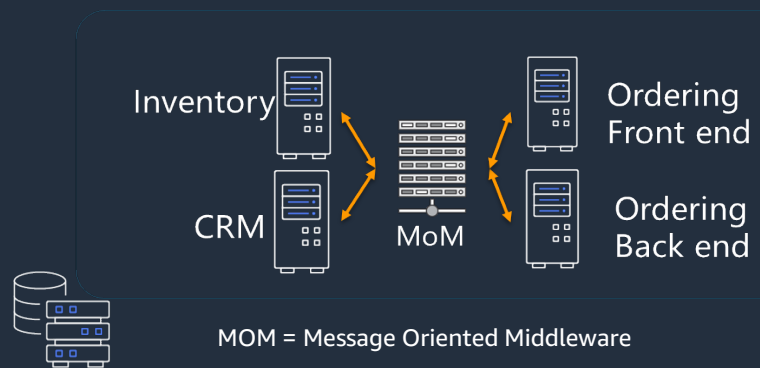 Inventory
CRM
MoM
Ordering
Front end
Ordering
Back end
MOM = Message Oriented Middleware